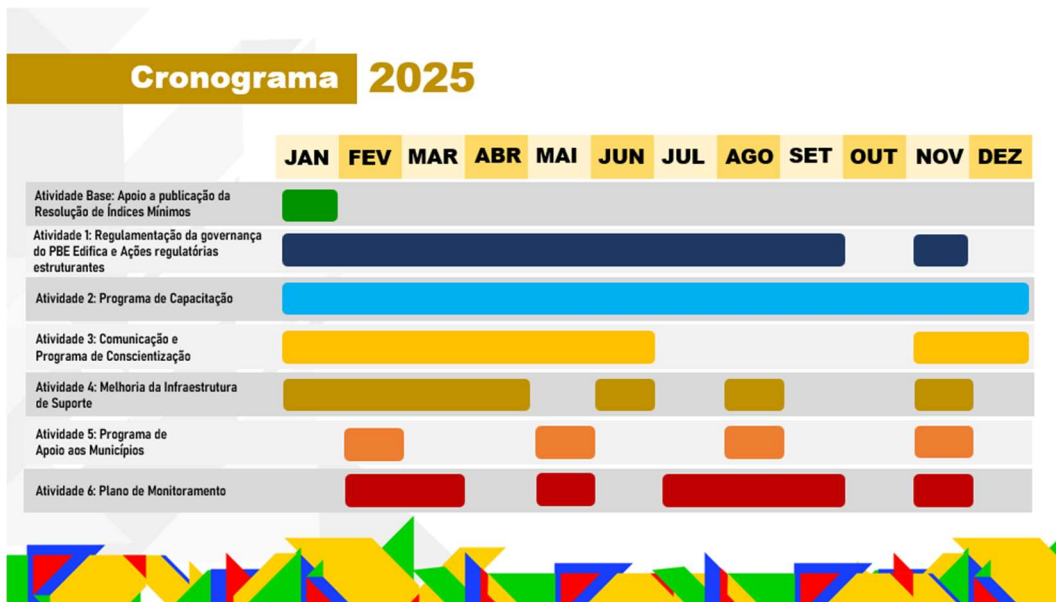 Cronograma 2025
JAN FEV MAR ABR MAI JUN JUL AGO SET OUT NOV DEZ
Atividade Base: Apoio a publicação da
Resolução de Índices Mínimos
Atividade 1: Regulamentação da governança
do PBE Edifica e Ações regulatórias
estruturantes
Atividade 2: Programa de Capacitação
Atividade 3: Comunicação e
Programa de Conscientização
Atividade 4: Melhoria da Infraestrutura
de Suporte
Atividade 5: Programa de
Apoio aos Municípios
Atividade 6: Plano de Monitoramento